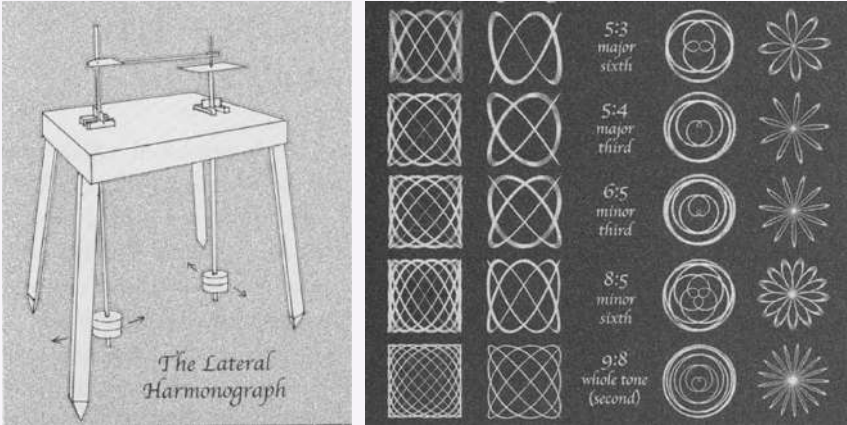 The Lateral
Harmonograph
5:3
major
sixth
5:4
major
third
6:5
minor
third
8:5
minor
sixth
9:8
whole tone
(second)